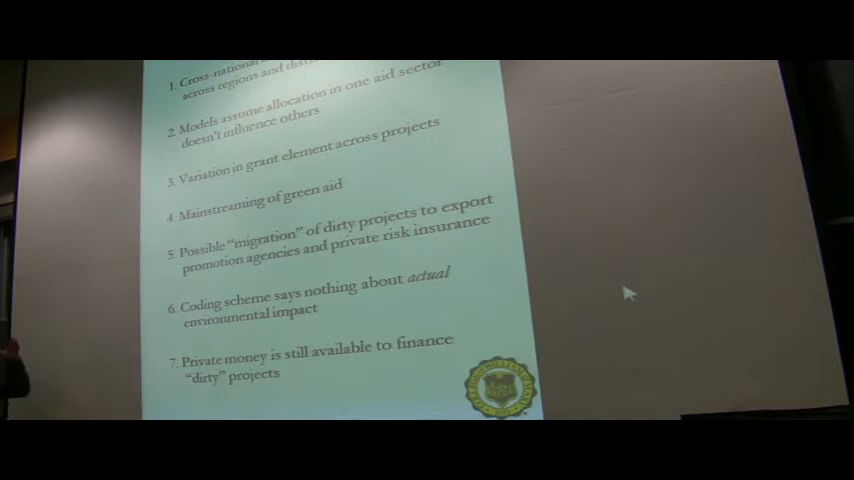 1. Cross-national
across regions and
2. Models assume allocation in one aid sector
doesn't influence others
3. Variation in grant element across projects
4. Mainstreaming of green aid
5. Possible "migration" of dirty projects to export
promotion agencies and private risk insurance
6. Coding scheme says nothing about actual
environmental impact
7. Private money is still available to finance
"dirty" projects